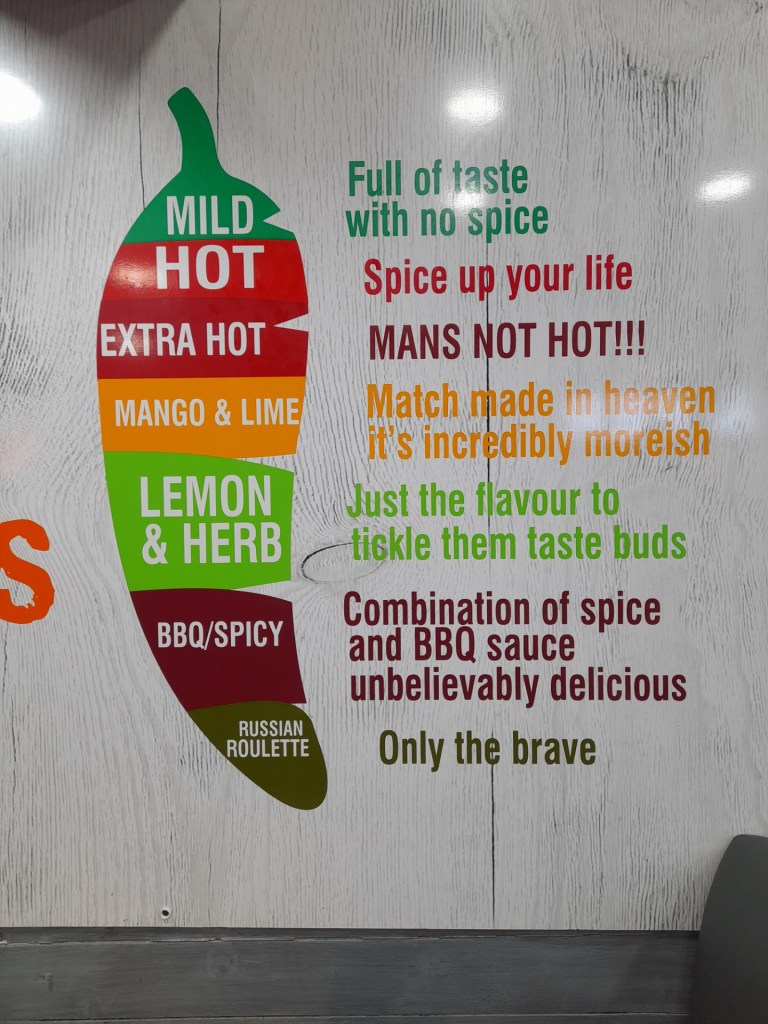 MILD
Full of taste
with no spice
HOT
Spice up your life
EXTRA HOT
MANS NOT HOT!!!
MANGO & LIME
Match made in heaven
it's incredibly moreish
LEMON
& HERB
Just the flavour to
tickle them taste buds
S
BBQ/SPICY
Combination of spice
and BBQ sauce
unbelievably delicious
RUSSIAN
ROULETTE
Only the brave